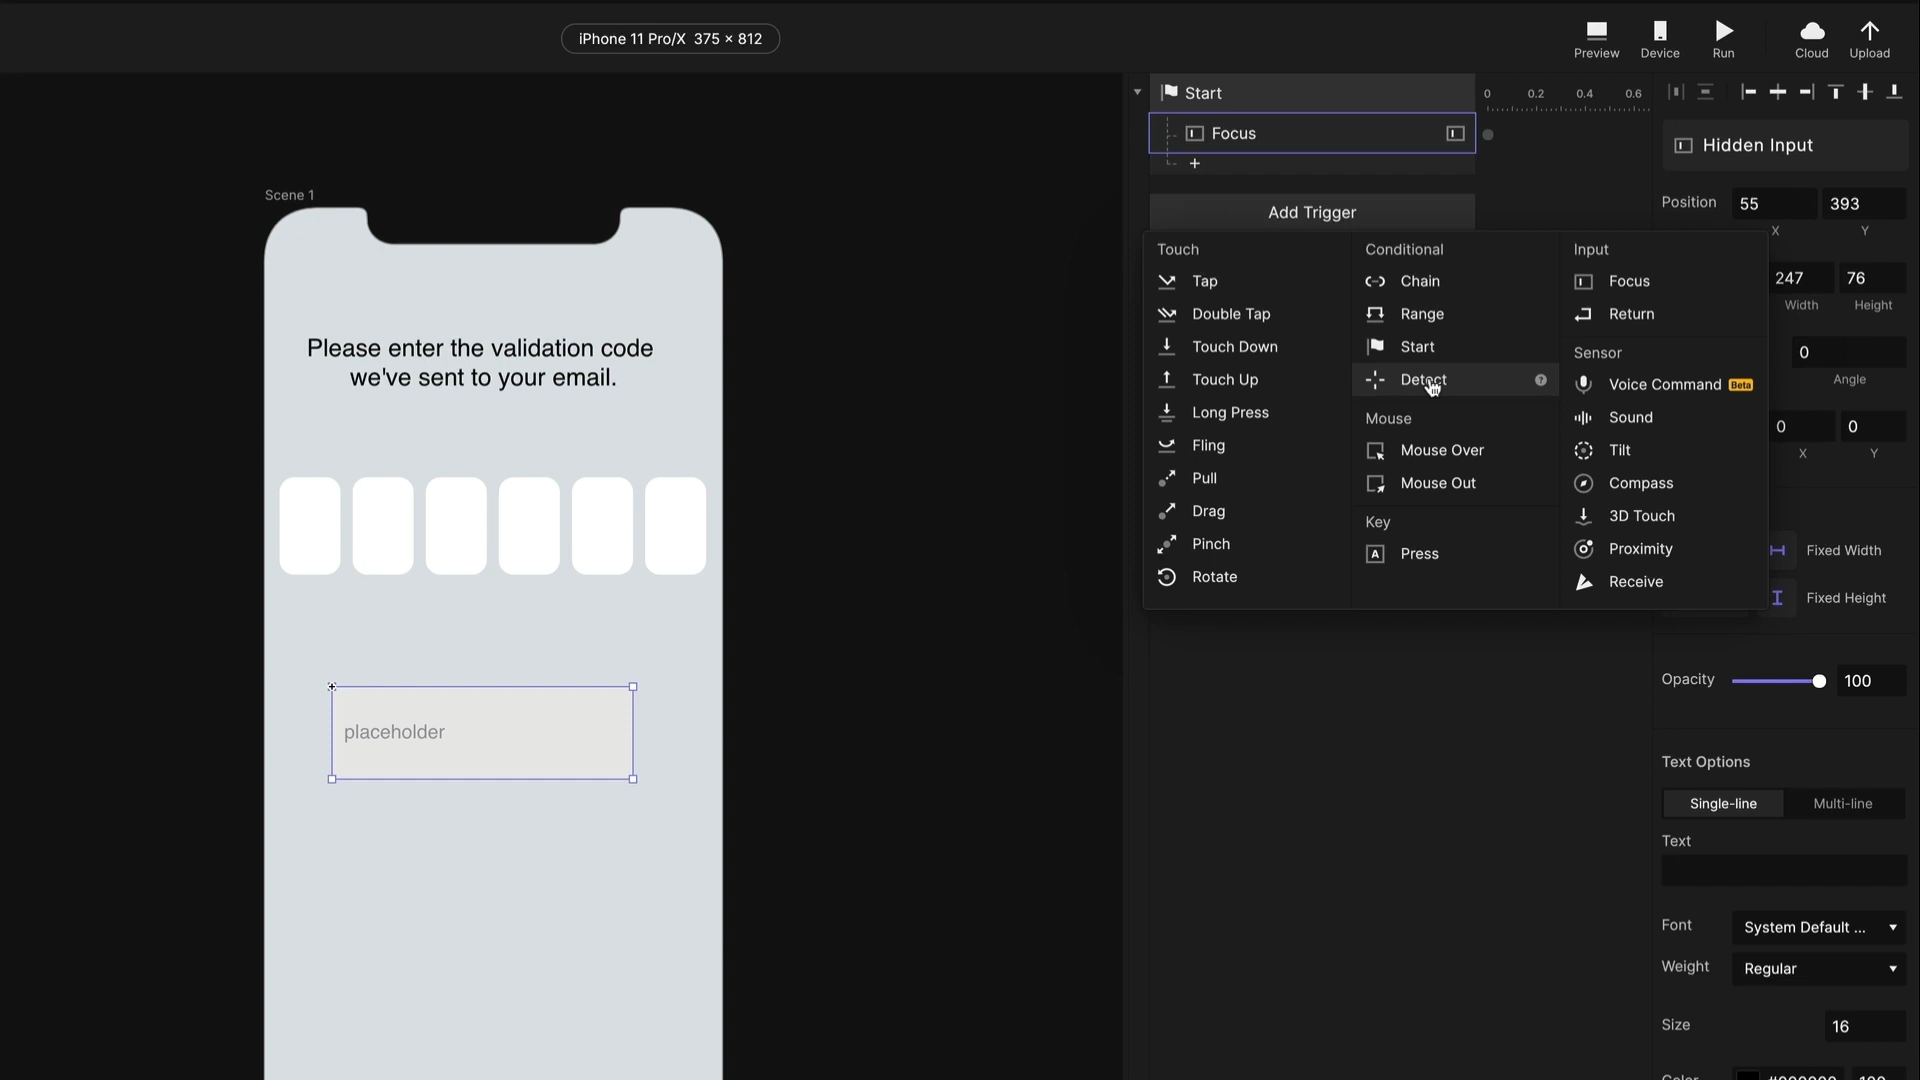 iPhone 11 Pro/X 375 × 812
Preview
Device
Run
Cloud
Upload
Scene 1
Please enter the validation code
we've sent to your email.
placeholder
Start
0
0.2
0.4
0.6
Focus
+
Add Trigger
Touch
Tap
Double Tap
Touch Down
Touch Up
Long Press
Fling
Pull
Drag
Pinch
Rotate
Conditional
Chain
Range
Start
Detect
?
Mouse
Mouse Over
Mouse Out
Key
A Press
Input
Focus
Return
Sensor
Voice Command Beta
Sound
Tilt
Compass
3D Touch
Proximity
Receive
Hidden Input
Position 55 393
X Y
247 76
Width Height
0
Angle
0 0
X Y
Fixed Width
Fixed Height
Opacity 100
Text Options
Single-line Multi-line
Text
Font System Default ...
Weight Regular
Size 16